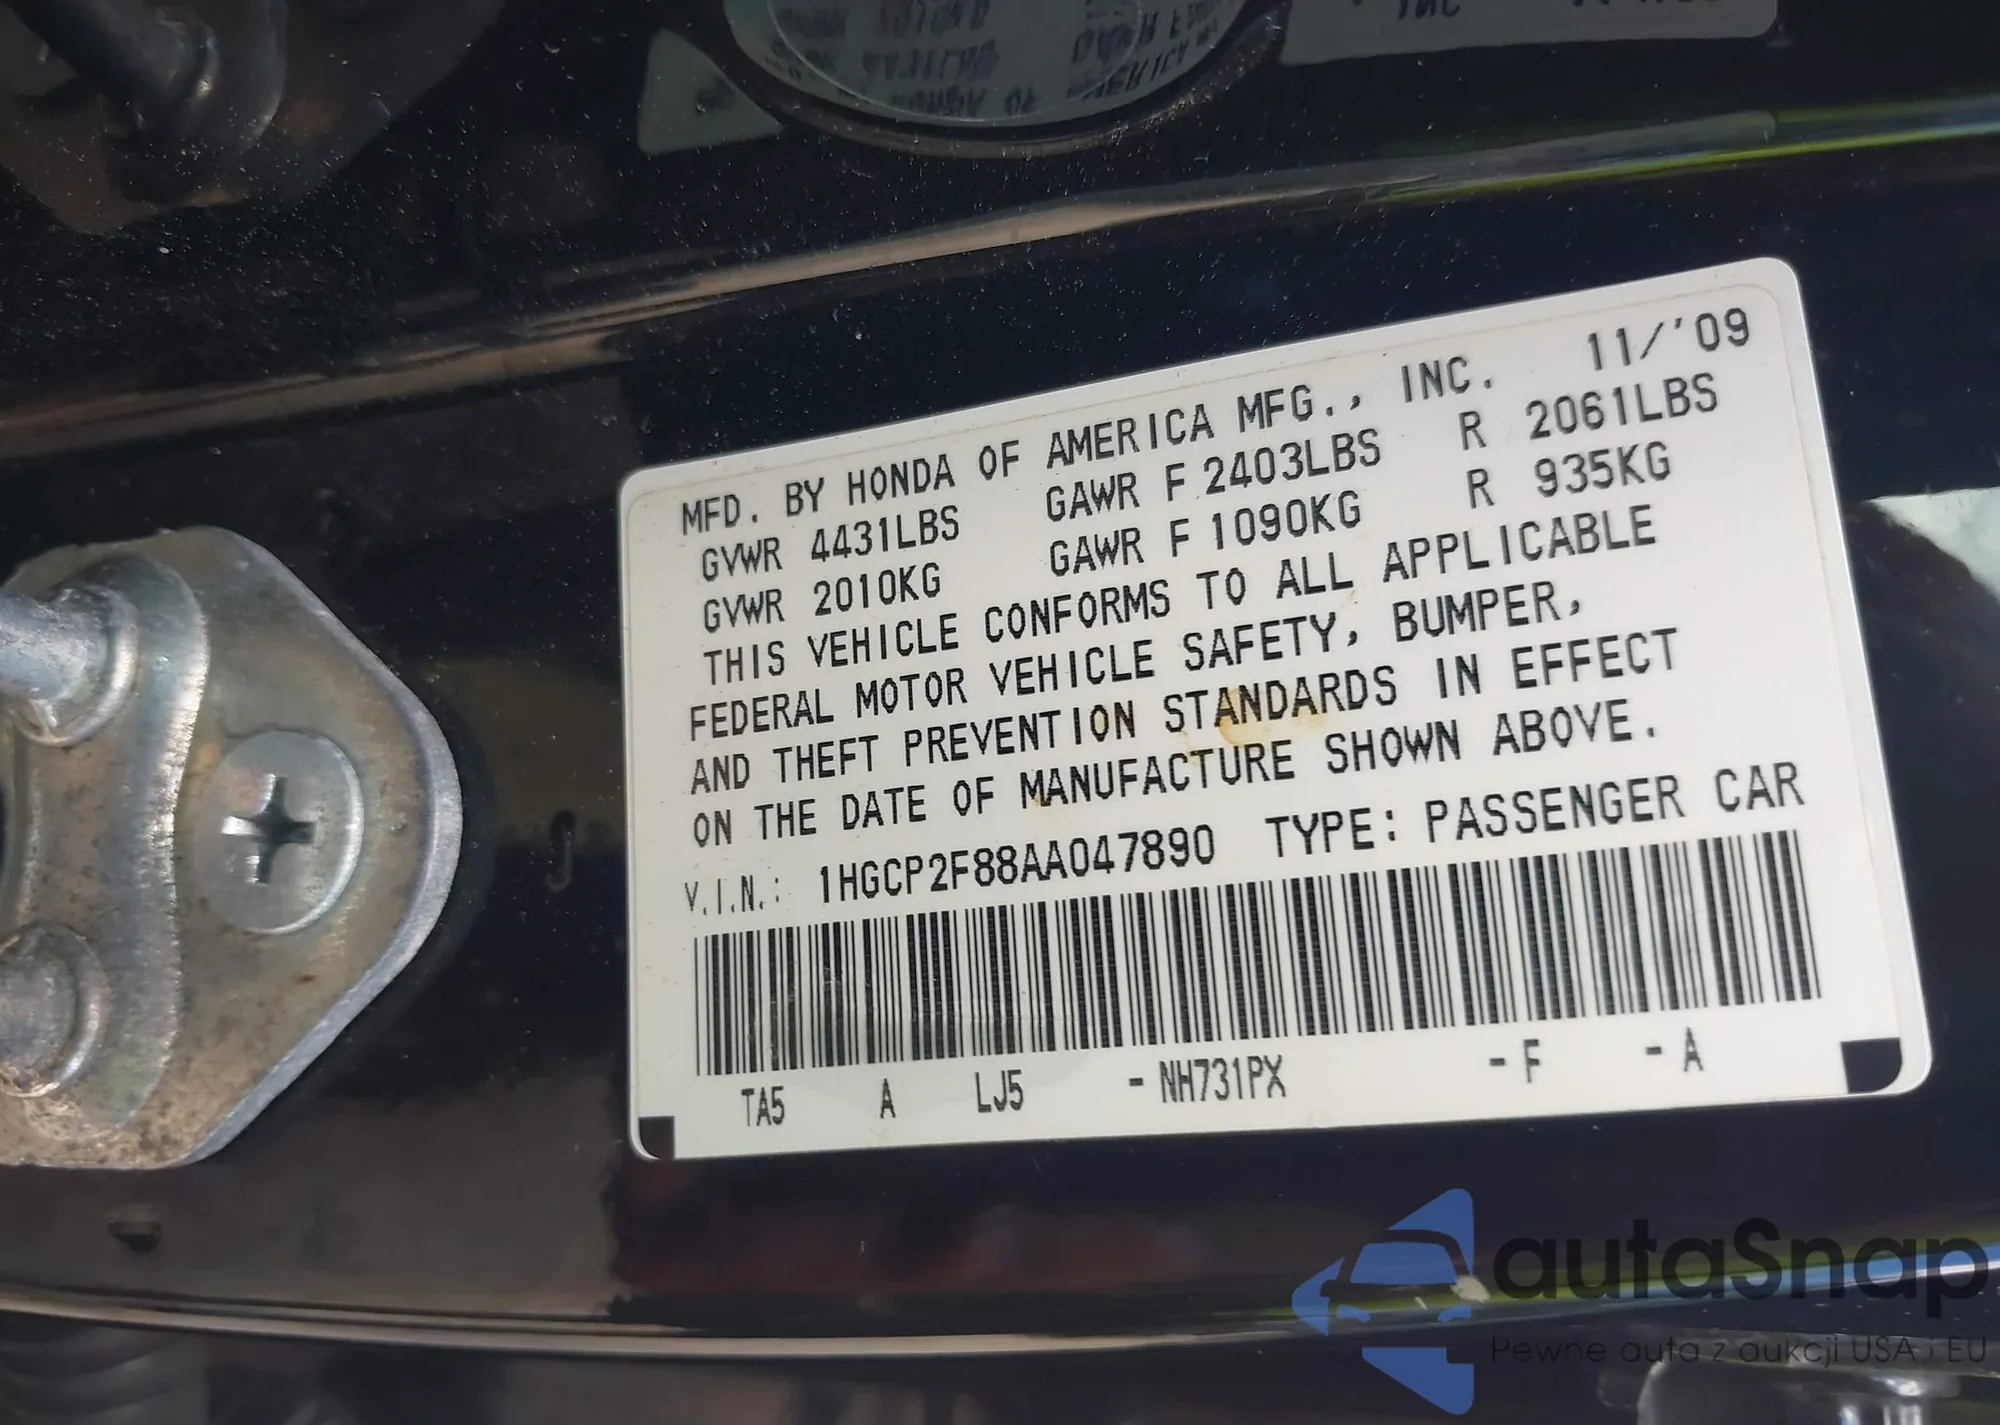 MFD. BY HONDA OF AMERICA MFG., INC. 11/'09
GVWR 4431LBS GAWR F 2403LBS R 2061LBS
GVWR 2010KG GAWR F 1090KG R 935KG
THIS VEHICLE CONFORMS TO ALL APPLICABLE
FEDERAL MOTOR VEHICLE SAFETY, BUMPER,
AND THEFT PREVENTION STANDARDS IN EFFECT
ON THE DATE OF MANUFACTURE SHOWN ABOVE.
V.I.N.: 1HGCP2F88AA047890 TYPE: PASSENGER CAR
TA5 A LJ5 -NH731PX -F -A
autaSnap
Pewne auta z aukcji USA i EU